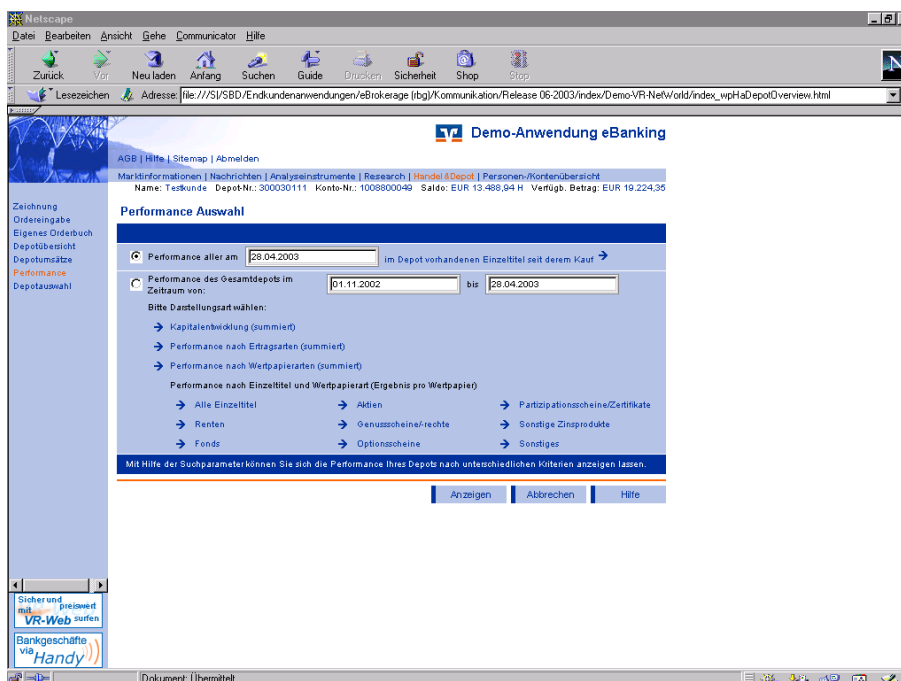 Netscape
Datei Bearbeiten Ansicht Gehe Communicator Hilfe
Zurück Vor Neu laden Anfang Suchen Guide Drucken Sicherheit Shop Stop
Lesezeichen Adresse: file:///S|/SBD/Endkundenanwendungen/eBrokerage (rbg)/Kommunikation/Release 06-2003/index/Demo-VR-NetWorld/index_wpHaDepotOverview.html
Demo-Anwendung eBanking
AGB | Hilfe | Sitemap | Abmelden
Marktinformationen | Nachrichten | Analyseinstrumente | Research | Handel &Depot | Personen-/Kontenübersicht
Name: Testkunde Depot-Nr.: 300030111 Konto-Nr.: 1008800049 Saldo: EUR 13.488,94 H Verfügb. Betrag: EUR 19.224,35
Zeichnung
Ordereingabe
Eigenes Orderbuch
Depotübersicht
Depotumsätze
Performance
Depotauswahl
Performance Auswahl
Performance aller am 28.04.2003 im Depot vorhandenen Einzeltitel seit derem Kauf
Performance des Gesamtdepots im
Zeitraum von: 01.11.2002 bis 28.04.2003
Bitte Darstellungsart wählen:
Kapitalentwicklung (summiert)
Performance nach Ertragsarten (summiert)
Performance nach Wertpapierarten (summiert)
Performance nach Einzeltitel und Wertpapierart (Ergebnis pro Wertpapier)
Alle Einzeltitel Aktien Partizipationsscheine/Zertifikate
Renten Genussscheine/-rechte Sonstige Zinsprodukte
Fonds Optionsscheine Sonstiges
Mit Hilfe der Suchparameter können Sie sich die Performance Ihres Depots nach unterschiedlichen Kriterien anzeigen lassen.
Anzeigen Abbrechen Hilfe
Sicher und
mit preiswert
VR-Web surfen
Bankgeschäfte
via Handy
Dokument: Übermittelt